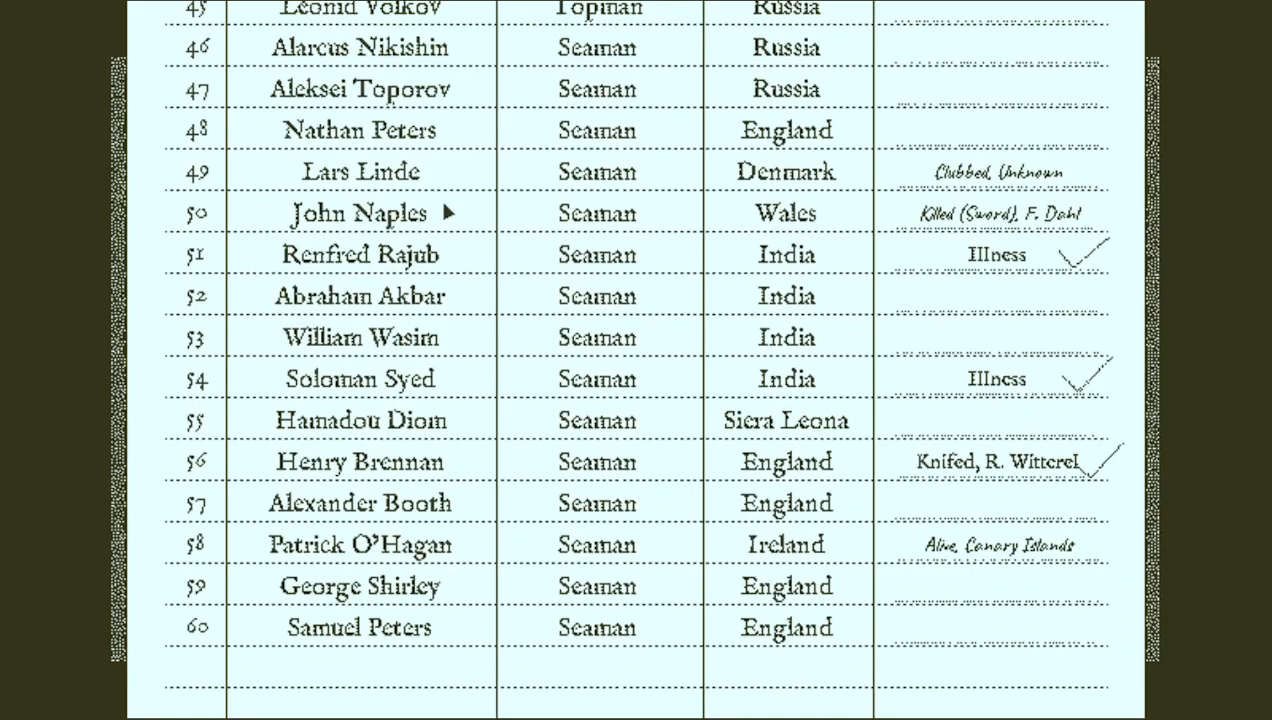 45 Leonid Volkov Topman Russia
46 Alarcus Nikishin Seaman Russia
47 Aleksei Toporov Seaman Russia
48 Nathan Peters Seaman England
49 Lars Linde Seaman Denmark Clubbed, Unknown
50 John Naples Seaman Wales Killed (Sword), F. Dahl
51 Renfred Rajub Seaman India Illness
52 Abraham Akbar Seaman India
53 William Wasim Seaman India
54 Soloman Syed Seaman India Illness
55 Hamadou Diom Seaman Siera Leona
56 Henry Brennan Seaman England Knifed, R. Witterel
57 Alexander Booth Seaman England
58 Patrick O'Hagan Seaman Ireland Alive, Canary Islands
59 George Shirley Seaman England
60 Samuel Peters Seaman England